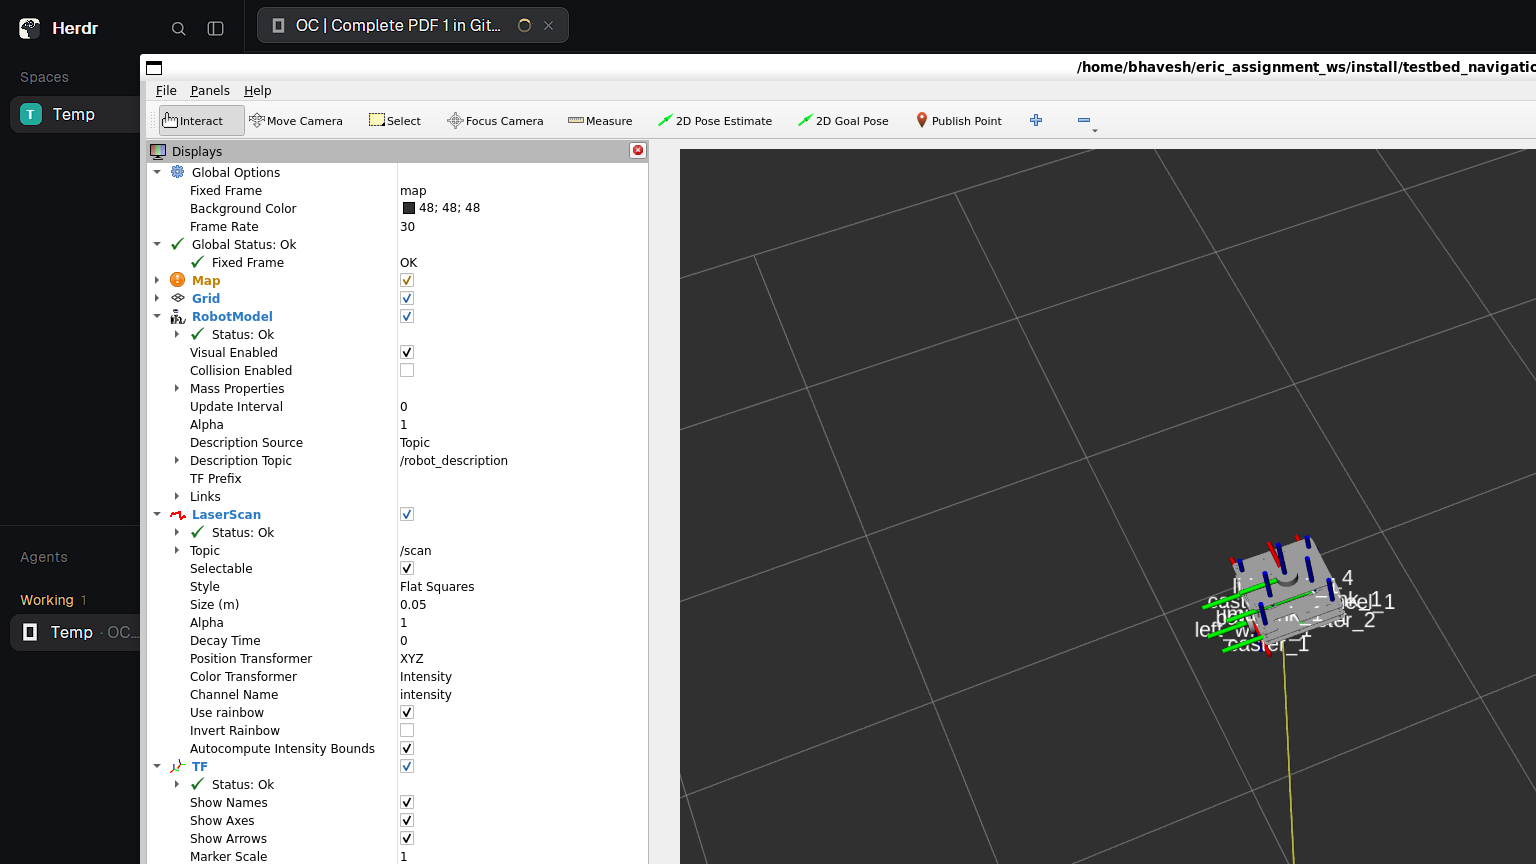 Herdr
OC | Complete PDF 1 in Git...
Spaces
T Temp
/home/bhavesh/eric_assignment_ws/install/testbed_navigatio
File Panels Help
Interact Move Camera Select Focus Camera Measure 2D Pose Estimate 2D Goal Pose Publish Point
Displays
Global Options
Fixed Frame map
Background Color 48; 48; 48
Frame Rate 30
Global Status: Ok
Fixed Frame OK
Map
Grid
RobotModel
Status: Ok
Visual Enabled
Collision Enabled
Mass Properties
Update Interval 0
Alpha 1
Description Source Topic
Description Topic /robot_description
TF Prefix
Links
LaserScan
Status: Ok
Topic /scan
Selectable
Style Flat Squares
Size (m) 0.05
Alpha 1
Decay Time 0
Position Transformer XYZ
Color Transformer Intensity
Channel Name intensity
Use rainbow
Invert Rainbow
Autocompute Intensity Bounds
TF
Status: Ok
Show Names
Show Axes
Show Arrows
Marker Scale 1
Agents
Working 1
Temp · OC...
caster_1